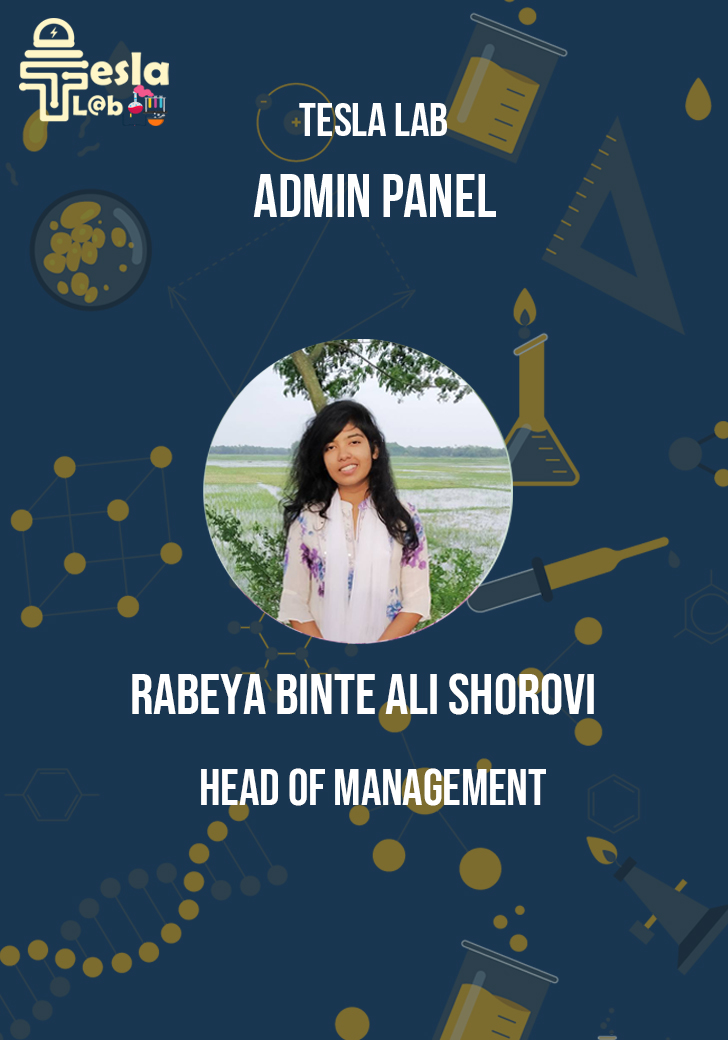 Tesla
L@b
TESLA LAB
ADMIN PANEL
RABEYA BINTE ALI SHOROVI
HEAD OF MANAGEMENT